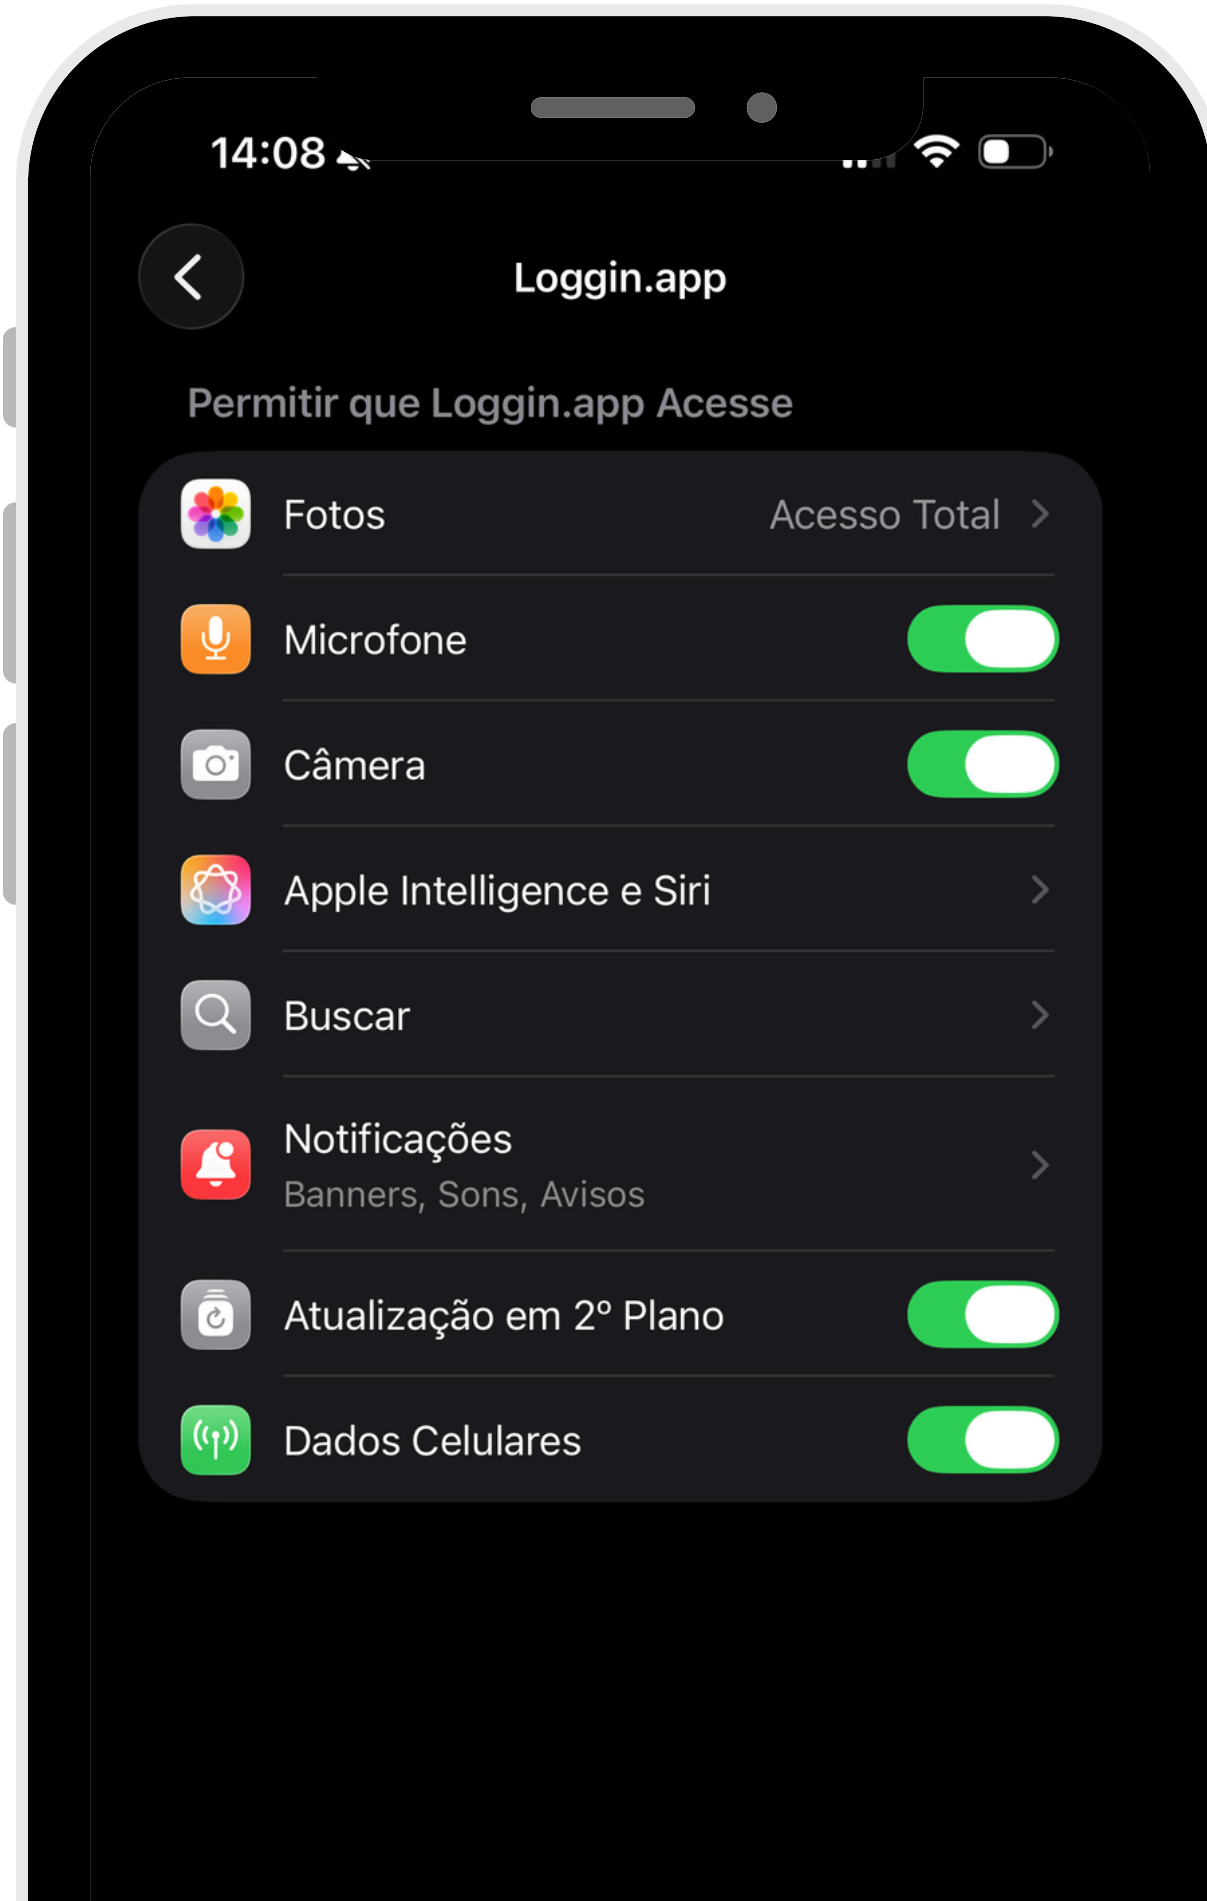 14:08
Loggin.app
Permitir que Loggin.app Acesse
Fotos Acesso Total
Microfone
Câmera
Apple Intelligence e Siri
Buscar
Notificações
Banners, Sons, Avisos
Atualização em 2º Plano
Dados Celulares